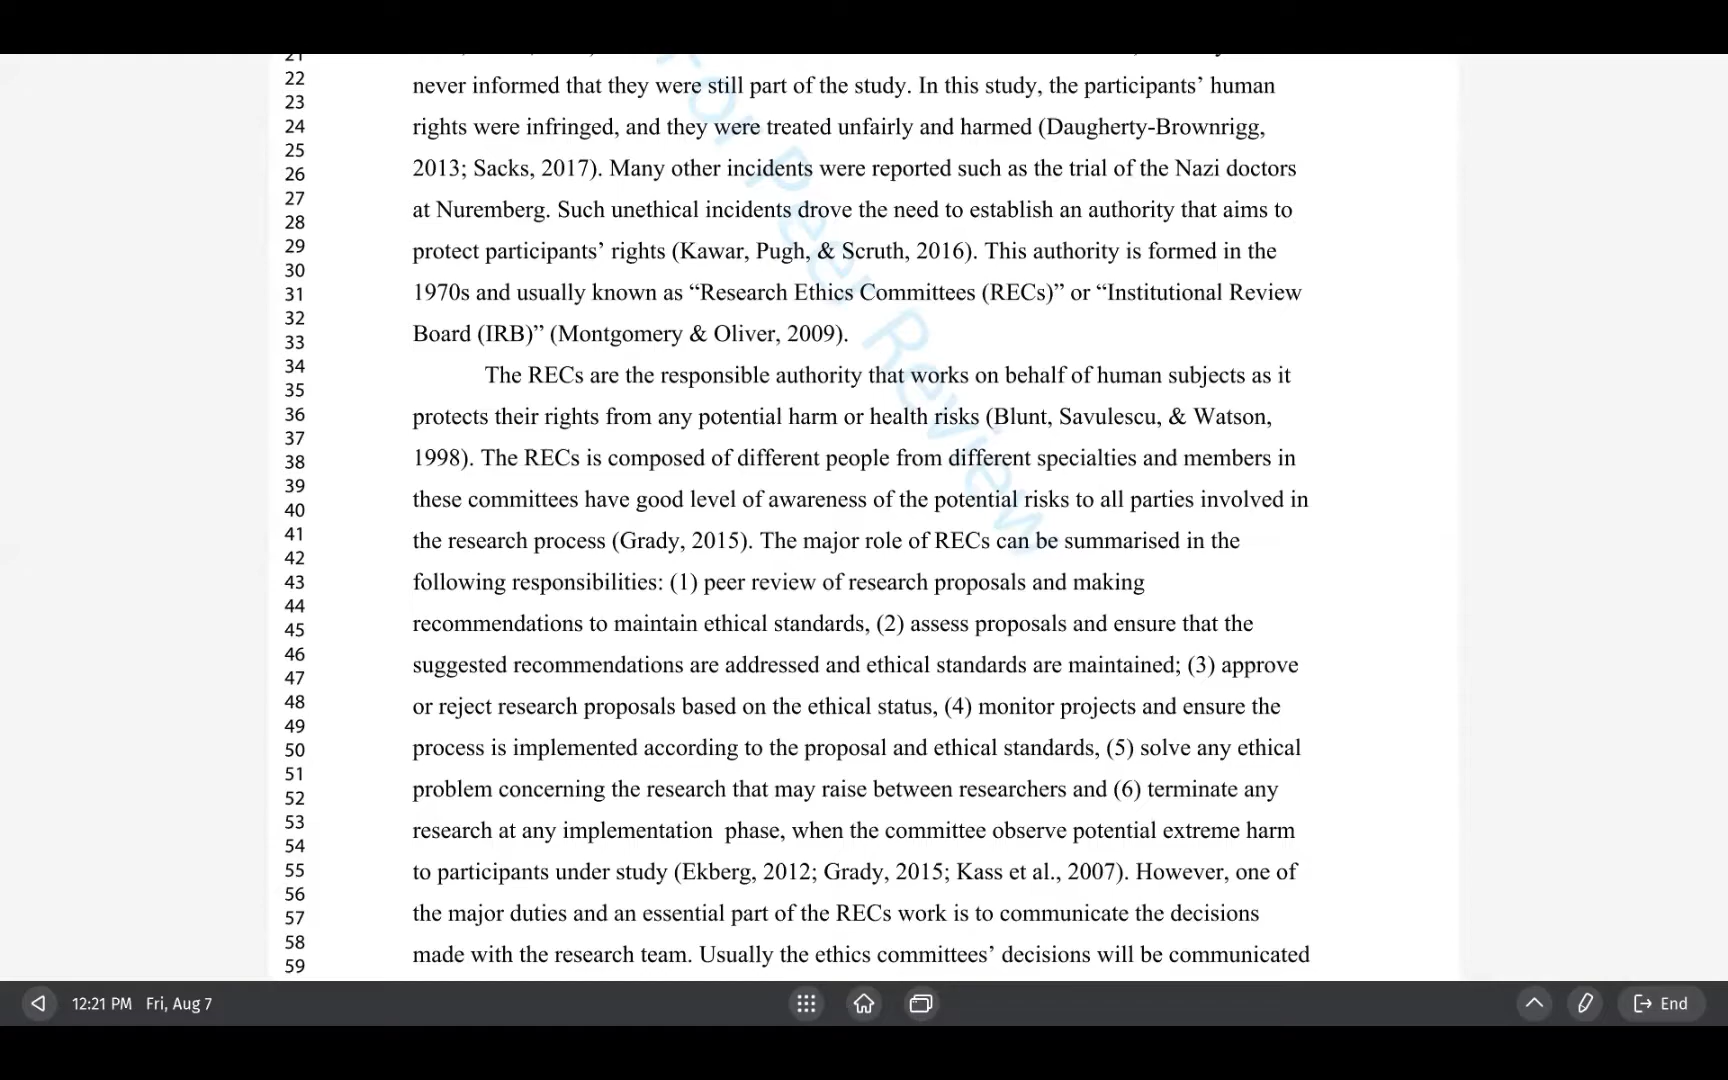 22
23
24
25
26
27
28
29
30
31
32
33
34
35
36
37
38
39
40
41
42
43
44
45
46
47
48
49
50
51
52
53
54
55
56
57
58
59
never informed that they were still part of the study. In this study, the participants’ human
rights were infringed, and they were treated unfairly and harmed (Daugherty-Brownrigg,
2013; Sacks, 2017). Many other incidents were reported such as the trial of the Nazi doctors
at Nuremberg. Such unethical incidents drove the need to establish an authority that aims to
protect participants’ rights (Kawar, Pugh, & Scruth, 2016). This authority is formed in the
1970s and usually known as “Research Ethics Committees (RECs)” or “Institutional Review
Board (IRB)” (Montgomery & Oliver, 2009).
The RECs are the responsible authority that works on behalf of human subjects as it
protects their rights from any potential harm or health risks (Blunt, Savulescu, & Watson,
1998). The RECs is composed of different people from different specialties and members in
these committees have good level of awareness of the potential risks to all parties involved in
the research process (Grady, 2015). The major role of RECs can be summarised in the
following responsibilities: (1) peer review of research proposals and making
recommendations to maintain ethical standards, (2) assess proposals and ensure that the
suggested recommendations are addressed and ethical standards are maintained; (3) approve
or reject research proposals based on the ethical status, (4) monitor projects and ensure the
process is implemented according to the proposal and ethical standards, (5) solve any ethical
problem concerning the research that may raise between researchers and (6) terminate any
research at any implementation  phase, when the committee observe potential extreme harm
to participants under study (Ekberg, 2012; Grady, 2015; Kass et al., 2007). However, one of
the major duties and an essential part of the RECs work is to communicate the decisions
made with the research team. Usually the ethics committees’ decisions will be communicated
For Peer Review
12:21 PM Fri, Aug 7
End